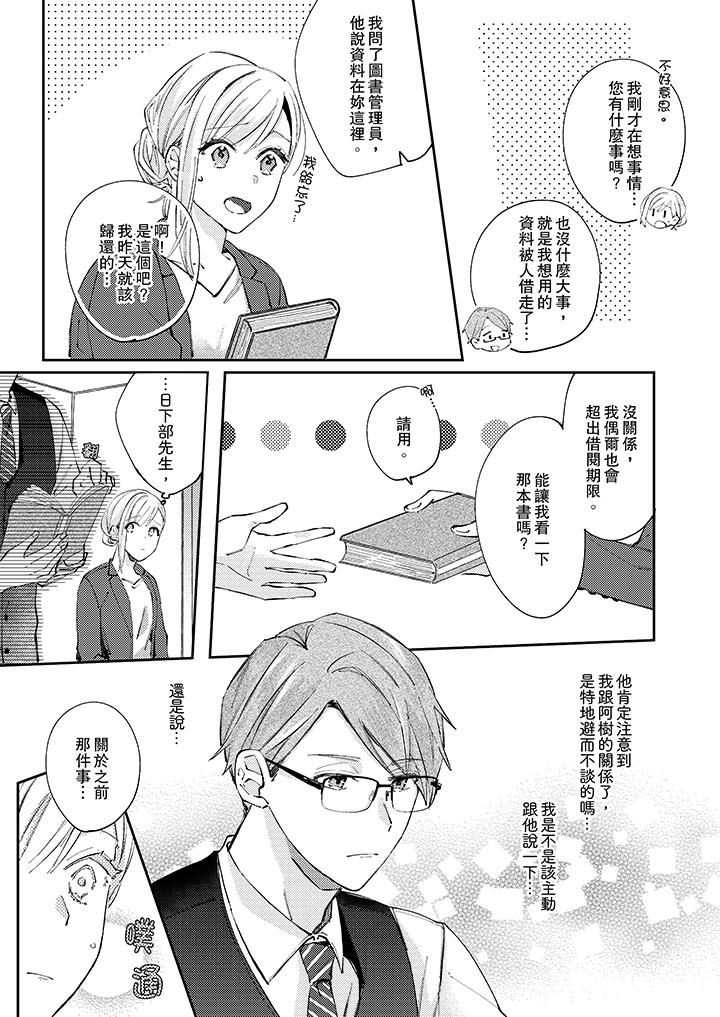 不好意思。
我剛才在想事情…
您有什麼事嗎？
也沒什麼大事，
就是我想用的
資料被人借走了…
我問了圖書管理員，
他說資料在妳這裡。
我給忘了…
啊！
是這個吧？
我昨天就該
歸還的…
沒關係，
我偶爾也會
超出借閱期限。
能讓我看一下
那本書嗎？
啊
請用。
…日下部先生，
翻
他肯定注意到
我跟阿樹的關係了，
是特地避而不談的嗎…
我是不是該主動
跟他說一下…
還是說…
關於之前
那件事…
噗通